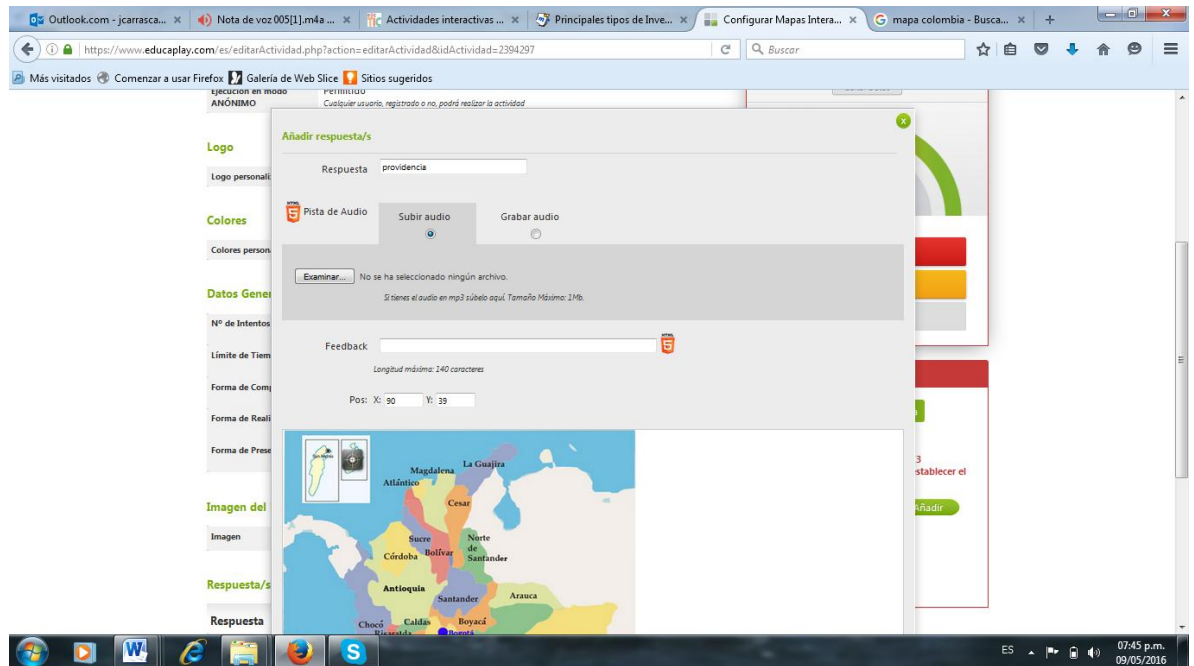 Outlook.com - jcarrasca... Nota de voz 005[1].m4a ... Actividades interactivas ... Principales tipos de Inve... Configurar Mapas Intera... mapa colombia - Busca...
https://www.educaplay.com/es/editarActividad.php?action=editarActividad&idActividad=2394297 Buscar
Más visitados Comenzar a usar Firefox Galería de Web Slice Sitios sugeridos
Ejecución en modo ANÓNIMO Permitido
Cualquier usuario, registrado o no, podrá realizar la actividad
Añadir respuesta/s
Logo
Respuesta providencia
Logo personali
Pista de Audio Subir audio Grabar audio
Colores
Colores person
Examinar... No se ha seleccionado ningún archivo.
Si tienes el audio en mp3 súbelo aquí. Tamaño Máximo: 1Mb.
Datos Gener
Nº de Intentos
Feedback
Límite de Tiem
Longitud máxima: 140 caracteres
Forma de Comp
Pos: X: 90 Y: 39
Forma de Reali
Forma de Prese
3
establecer el
Añadir
La Guajira
Magdalena
Atlántico
Cesar
Imagen del
Imagen
Sucre
Norte de Santander
Córdoba
Bolívar
Respuesta/s
Antioquia
Santander
Arauca
Respuesta
Chocó
Caldas
Boyacá
Risaralda
Bogotá
ES 07:45 p.m.
09/05/2016